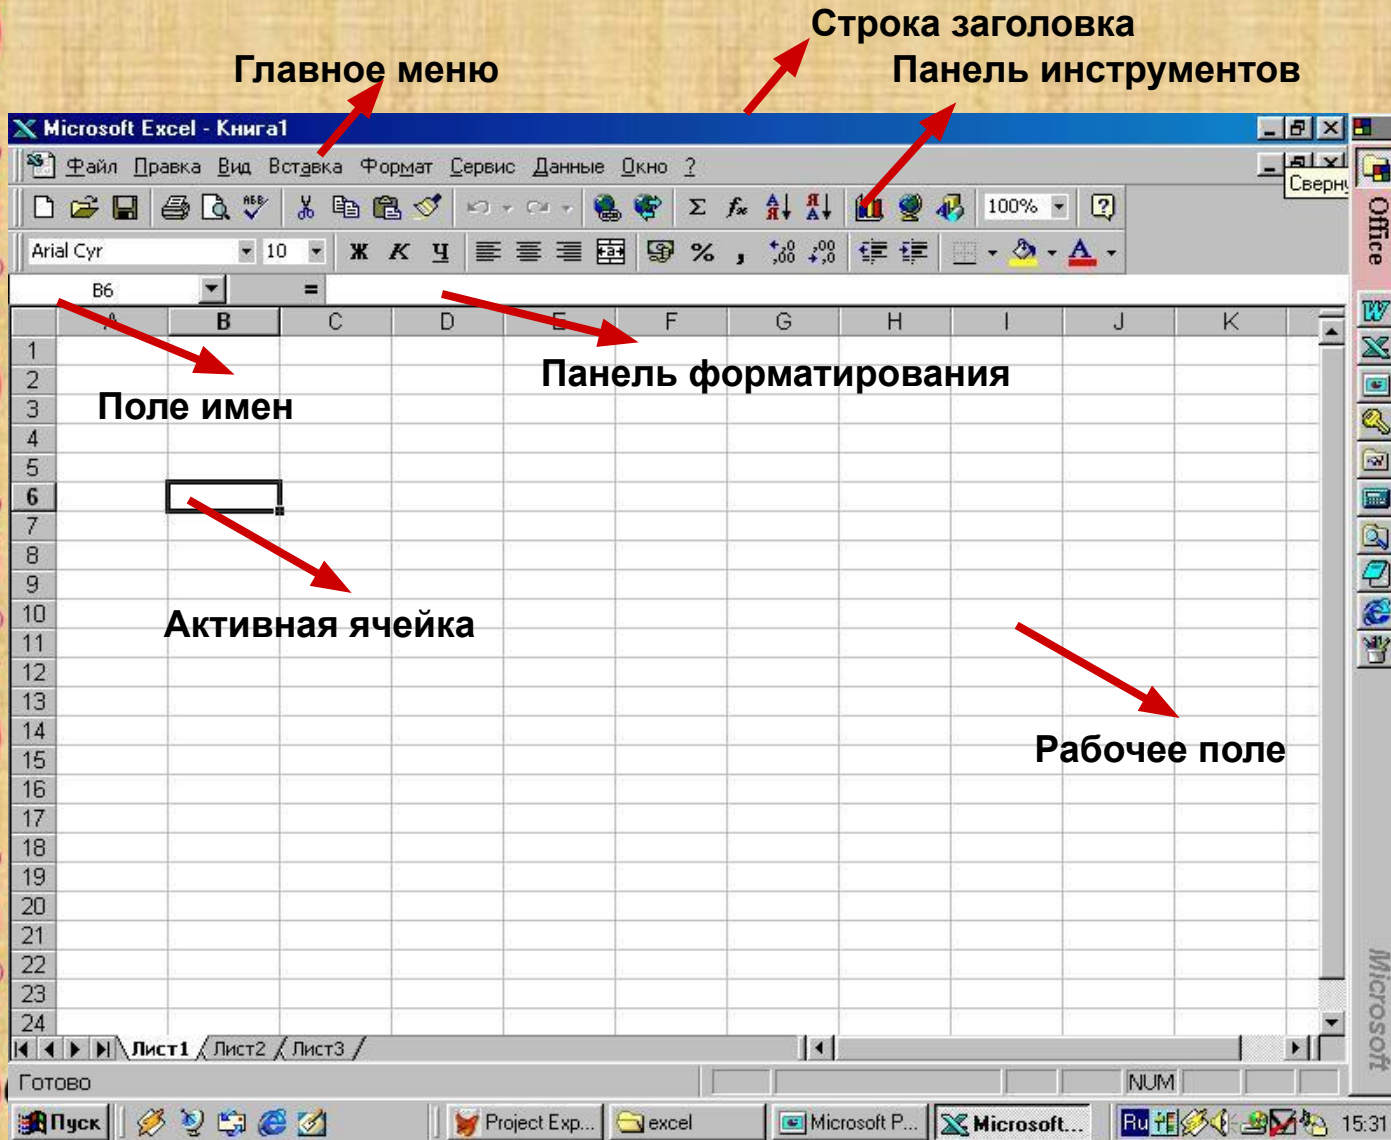 Строка заголовка
Главное меню
Панель инструментов
Microsoft Excel - Книга1
Файл Правка Вид Вставка Формат Сервис Данные Окно ?
Сверну
Office
100%
Arial Cyr 10 Ж К Ч % ,
B6 =
A B C D E F G H I J K
1
2
3
4
5
6
7
8
9
10
11
12
13
14
15
16
17
18
19
20
21
22
23
24
Панель форматирования
Поле имен
Активная ячейка
Рабочее поле
Лист1 Лист2 Лист3
Готово NUM
Microsoft
Пуск Project Exp... excel Microsoft P... Microsoft... Ru 15:31